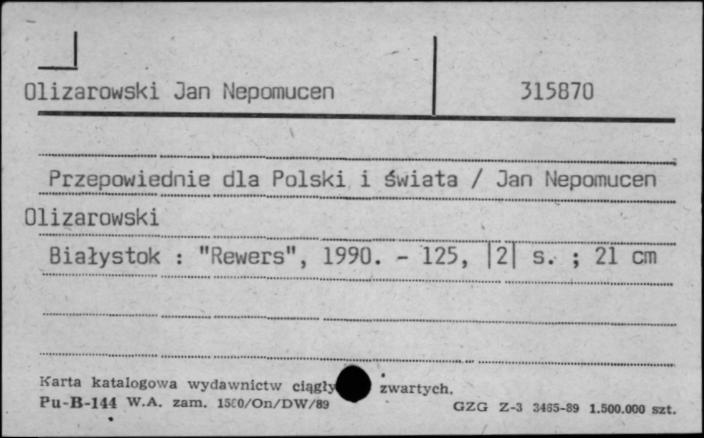 Olizarowski Jan Nepomucen 315870
Przepowiednie dla Polski i świata / Jan Nepomucen
Olizarowski
Białystok : "Rewers", 1990. - 125, |2| s. ; 21 cm
Karta katalogowa wydawnictw ciągły zwartych.
Pu-B-144 W.A. zam. /On/DW/89 GZG Z-3 3465-89 1.500.000 szt.